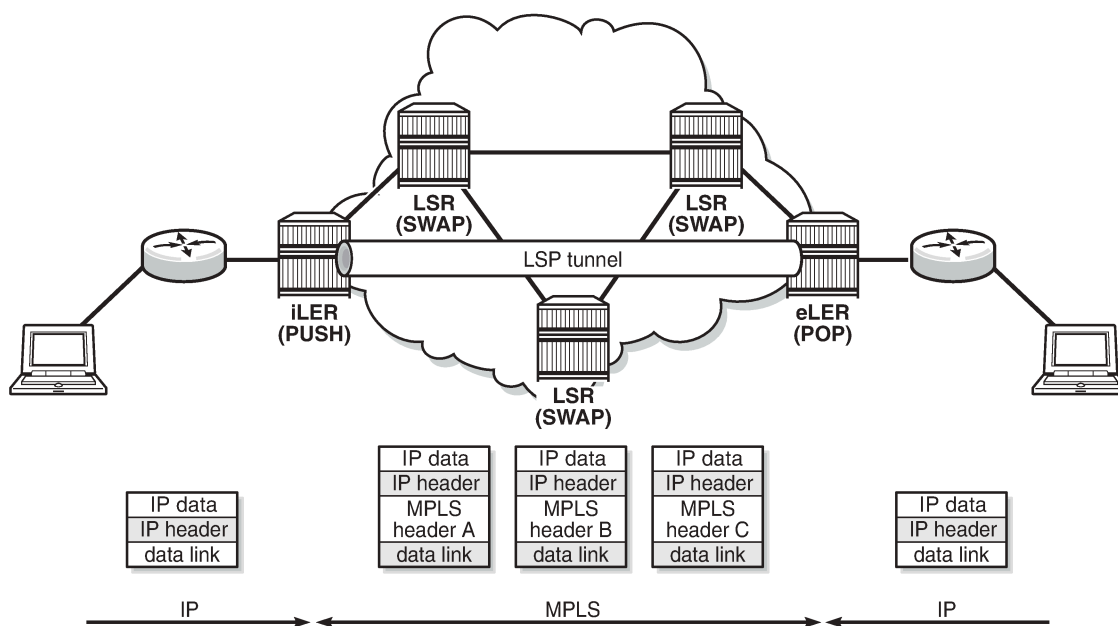 LSR
(SWAP)
LSR
(SWAP)
LSP tunnel
iLER
(PUSH)
eLER
(POP)
LSR
(SWAP)
IP data
IP header
data link
IP data
IP header
MPLS
header A
data link
IP data
IP header
MPLS
header B
data link
IP data
IP header
MPLS
header C
data link
IP data
IP header
data link
IP
MPLS
IP